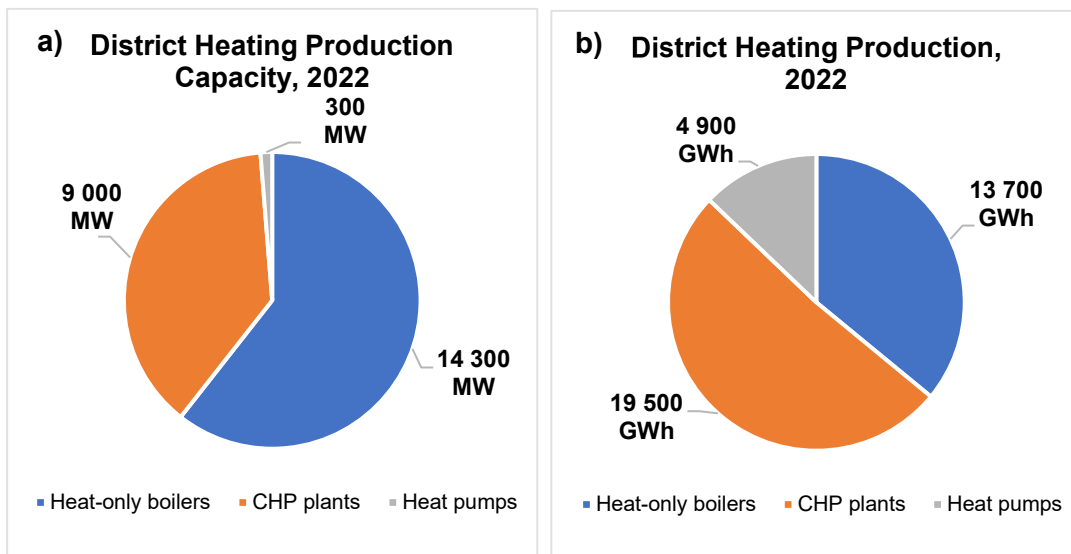 a) District Heating Production
Capacity, 2022
300
MW
9 000
MW
14 300
MW
Heat-only boilers CHP plants Heat pumps
b) District Heating Production,
2022
4 900
GWh
13 700
GWh
19 500
GWh
Heat-only boilers CHP plants Heat pumps